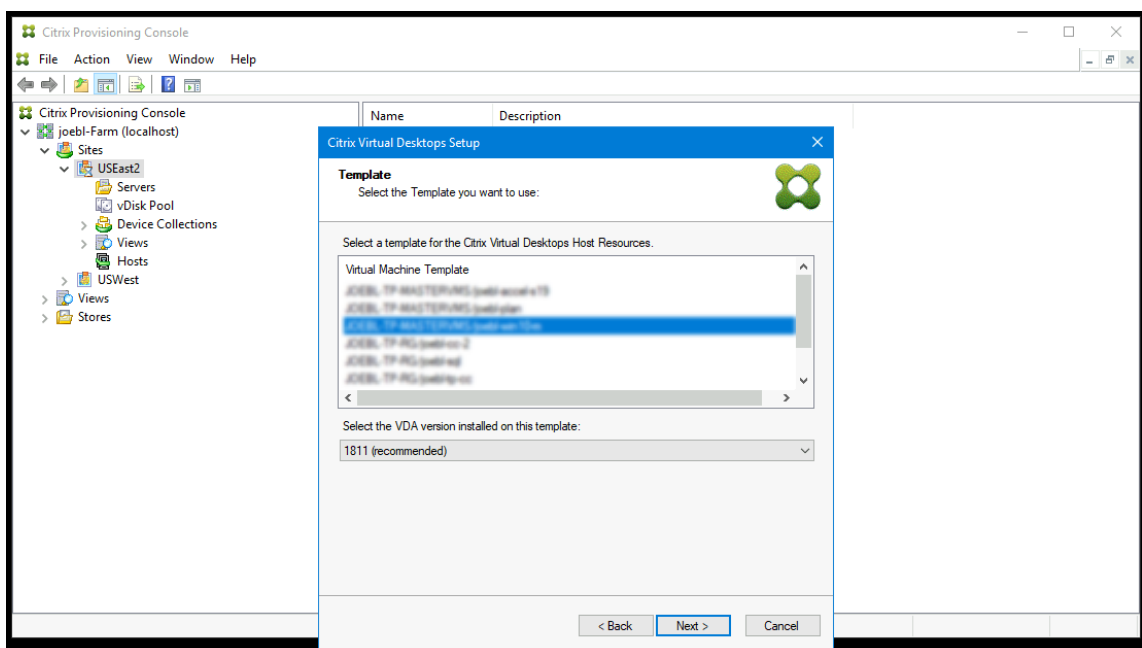 Citrix Provisioning Console
File Action View Window Help
Citrix Provisioning Console
joebl-Farm (localhost)
Sites
USEast2
Servers
vDisk Pool
Device Collections
Views
Hosts
USWest
Views
Stores
Name Description
Citrix Virtual Desktops Setup
Template
Select the Template you want to use:
Select a template for the Citrix Virtual Desktops Host Resources.
Virtual Machine Template
Select the VDA version installed on this template:
1811 (recommended)
< Back Next > Cancel